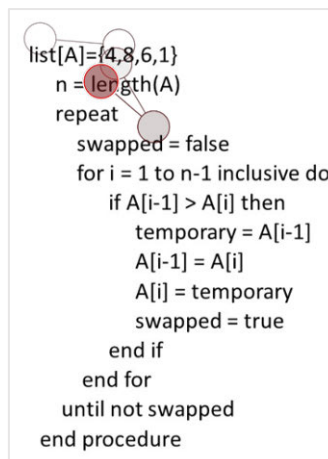 list[A]={4,8,6,1}
n = length(A)
repeat
swapped = false
for i = 1 to n-1 inclusive do
if A[i-1] > A[i] then
temporary = A[i-1]
A[i-1] = A[i]
A[i] = temporary
swapped = true
end if
end for
until not swapped
end procedure